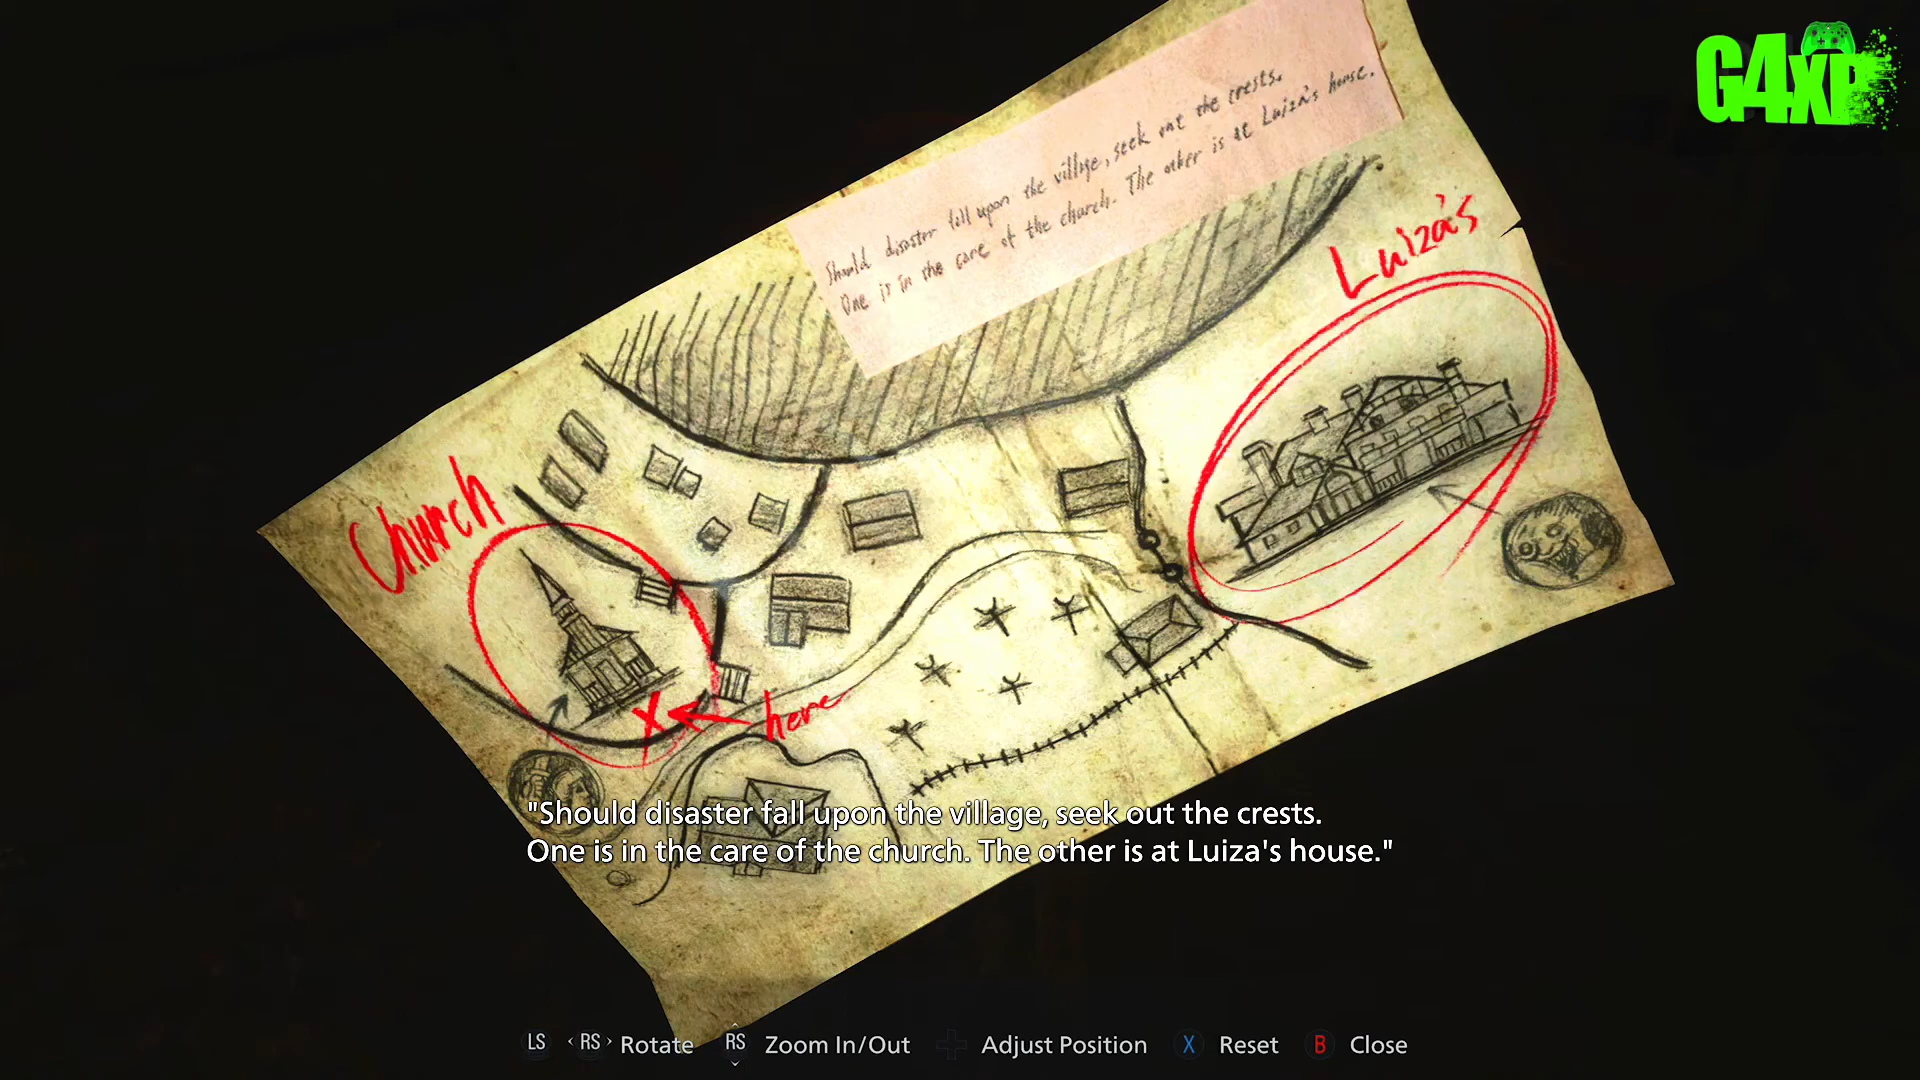 G4XP
Should disaster fall upon the village, seek out the crests.
One is in the care of the church. The other is at Luiza's house.
Luiza's
Church
here
"Should disaster fall upon the village, seek out the crests.
One is in the care of the church. The other is at Luiza's house."
LS RS Rotate RS Zoom In/Out Adjust Position X Reset B Close